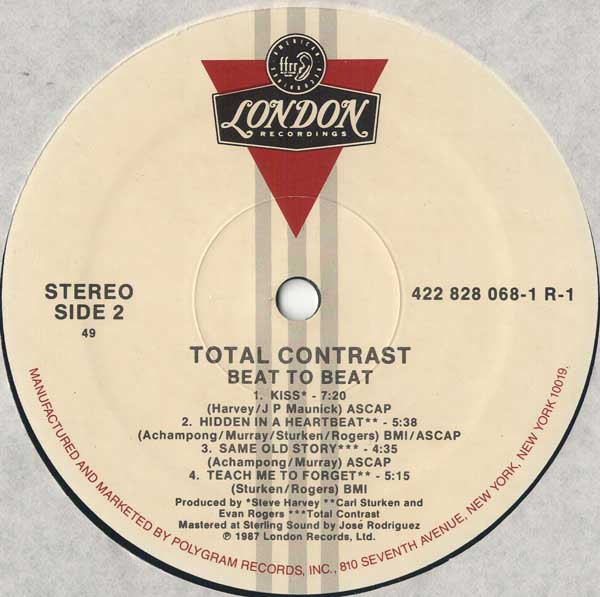 AMERICAN RECORDINGS
ffrr
LONDON
RECORDINGS
STEREO
SIDE 2
49
422 828 068-1 R-1
TOTAL CONTRAST
BEAT TO BEAT
1. KISS* - 7:20
(Harvey/J P Maunick) ASCAP
2. HIDDEN IN A HEARTBEAT** - 5:38
(Achampong/Murray/Sturken/Rogers) BMI/ASCAP
3. SAME OLD STORY*** - 4:35
(Achampong/Murray) ASCAP
4. TEACH ME TO FORGET** - 5:15
(Sturken/Rogers) BMI
Produced by *Steve Harvey **Carl Sturken and
Evan Rogers ***Total Contrast
Mastered at Sterling Sound by José Rodriguez
℗ 1987 London Records, Ltd.
MANUFACTURED AND MARKETED BY POLYGRAM RECORDS, INC., 810 SEVENTH AVENUE, NEW YORK, NEW YORK 10019.